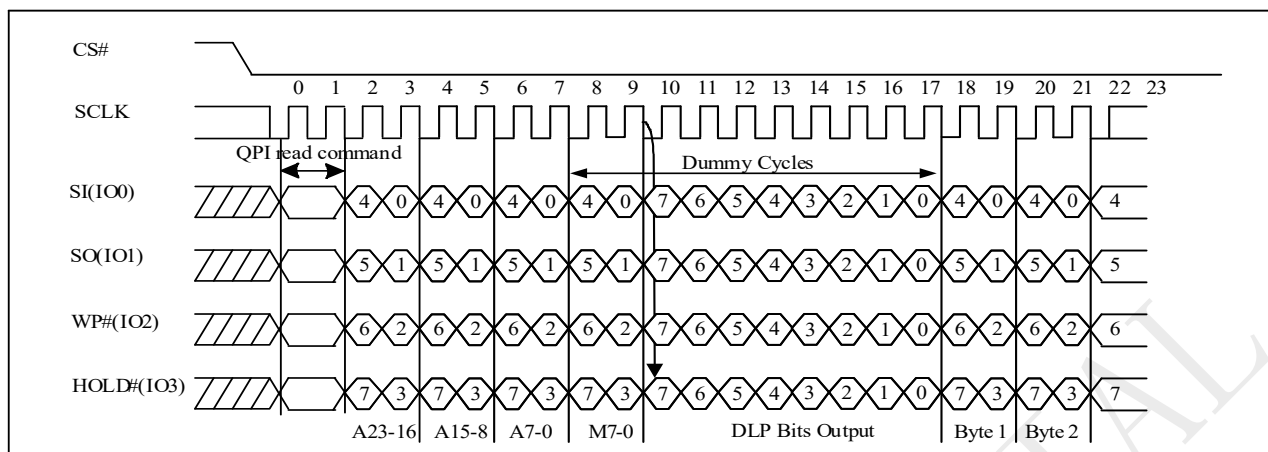 CS#
0 1 2 3 4 5 6 7 8 9 10 11 12 13 14 15 16 17 18 19 20 21 22 23
SCLK
QPI read command
Dummy Cycles
SI(IO0) 4 0 4 0 4 0 4 0 7 6 5 4 3 2 1 0 4 0 4 0 4
SO(IO1) 5 1 5 1 5 1 5 1 7 6 5 4 3 2 1 0 5 1 5 1 5
WP#(IO2) 6 2 6 2 6 2 6 2 7 6 5 4 3 2 1 0 6 2 6 2 6
HOLD#(IO3) 7 3 7 3 7 3 7 3 7 6 5 4 3 2 1 0 7 3 7 3 7
A23-16 A15-8 A7-0 M7-0 DLP Bits Output Byte 1 Byte 2
TAL